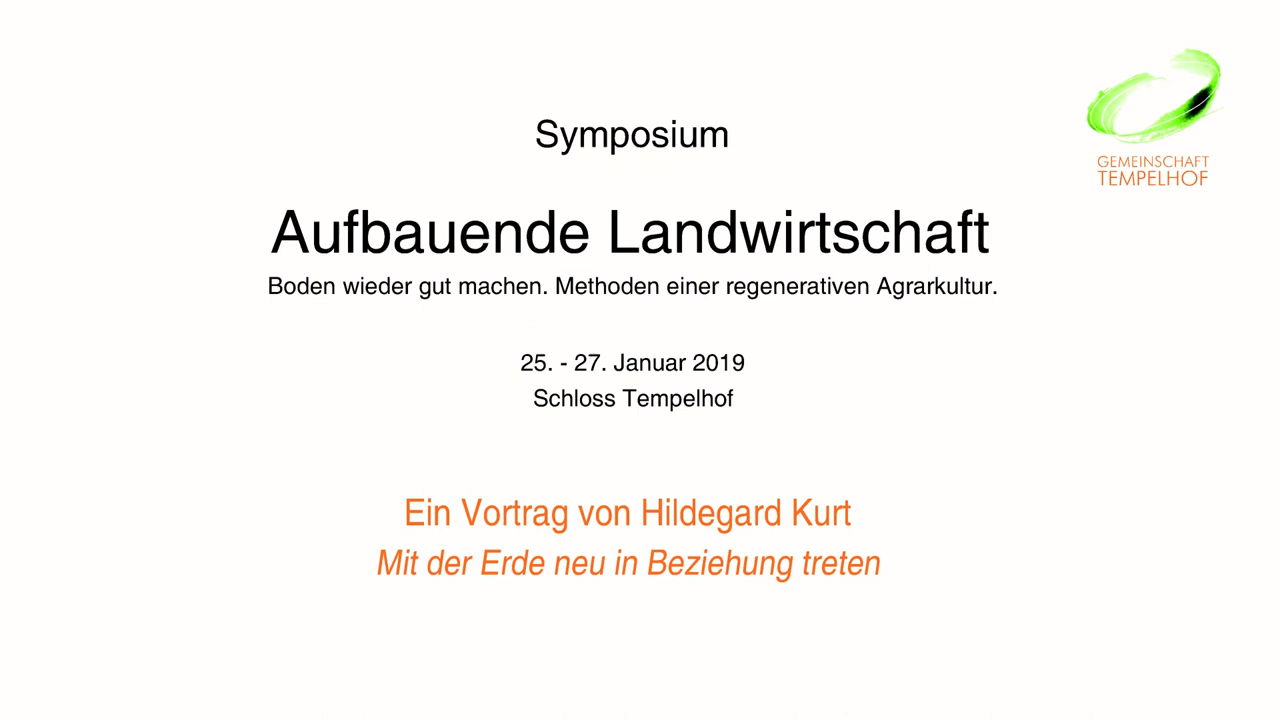 Symposium
GEMEINSCHAFT
TEMPELHOF
Aufbauende Landwirtschaft
Boden wieder gut machen. Methoden einer regenerativen Agrarkultur.
25. - 27. Januar 2019
Schloss Tempelhof
Ein Vortrag von Hildegard Kurt
Mit der Erde neu in Beziehung treten